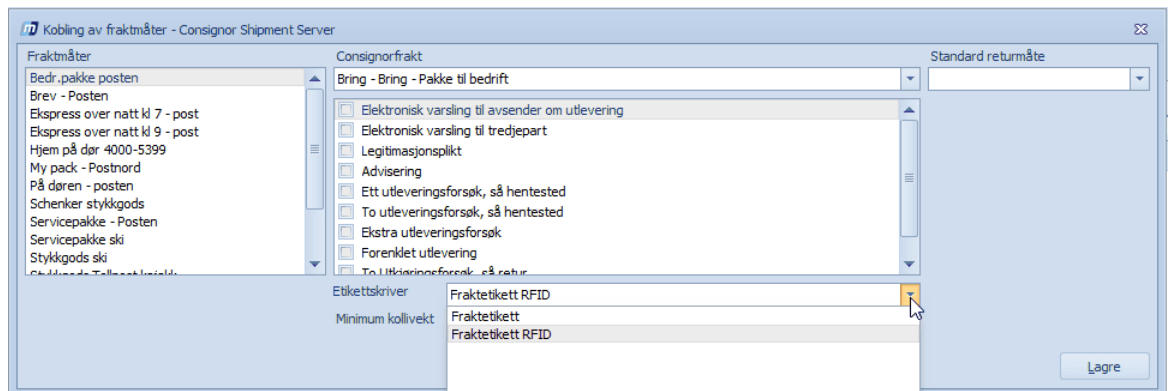 Kobling av fraktmåter - Consignor Shipment Server
Fraktmåter
Bedr.pakke posten
Brev - Posten
Ekspress over natt kl 7 - post
Ekspress over natt kl 9 - post
Hjem på dør 4000-5399
My pack - Postnord
På døren - posten
Schenker stykkgods
Servicepakke - Posten
Servicepakke ski
Stykkgods ski
Consignorfrakt
Bring - Bring - Pakke til bedrift
Elektronisk varsling til avsender om utlevering
Elektronisk varsling til tredjepart
Legitimasjonsplikt
Advisering
Ett utleveringsforsøk, så hentested
To utleveringsforsøk, så hentested
Ekstra utleveringsforsøk
Forenklet utlevering
To Utkjøringsforsøk, så retur
Etikettskriver
Fraktetikett RFID
Fraktetikett
Fraktetikett RFID
Minimum kollivekt
Standard returmåte
Lagre